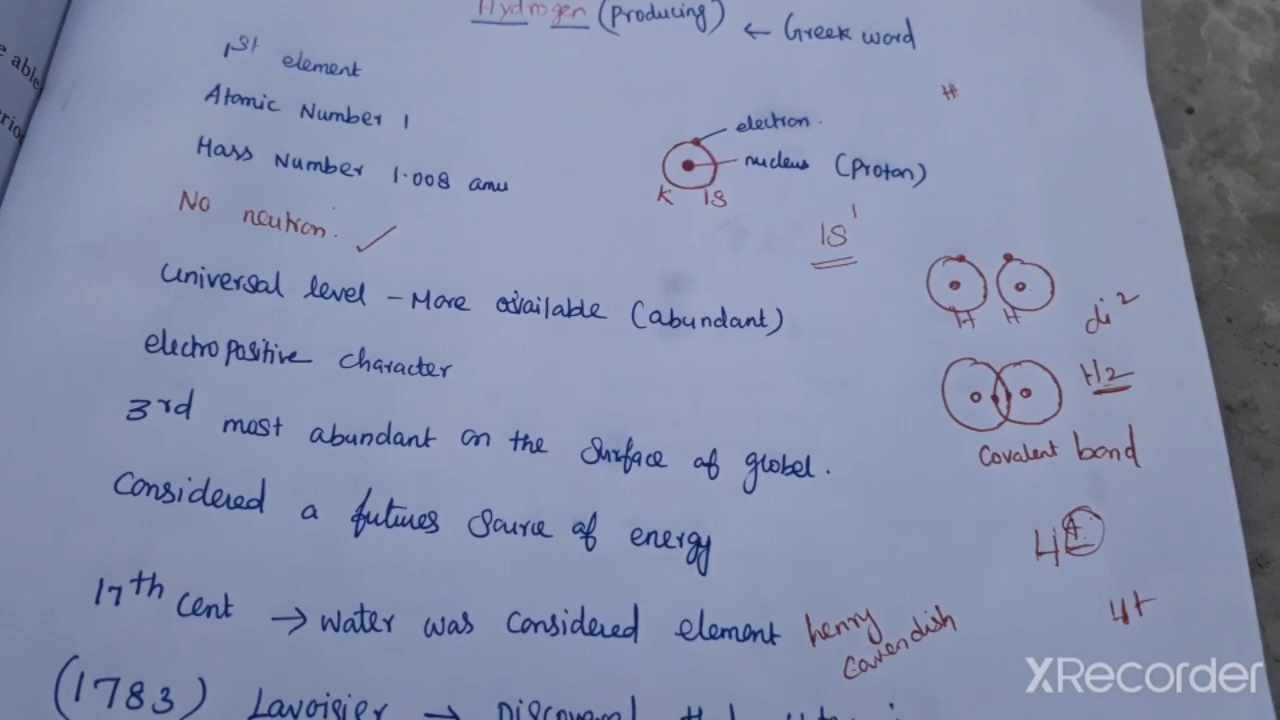 Hydrogen (Producing) ← Greek word
1st element
Atomic Number 1
Mass Number 1.008 amu
No neutron. ✓
Universal level - More available (abundant)
electropositive character
3rd most abundant on the surface of globel.
Considered a futures source of energy
17th cent → water was considered element henry cavendish
(1783) Lavoisier → Discovered that
electron.
nucleus (Proton)
K 1S
1S¹
H
H H
di²
H2
Covalent bond
able
XRecorder